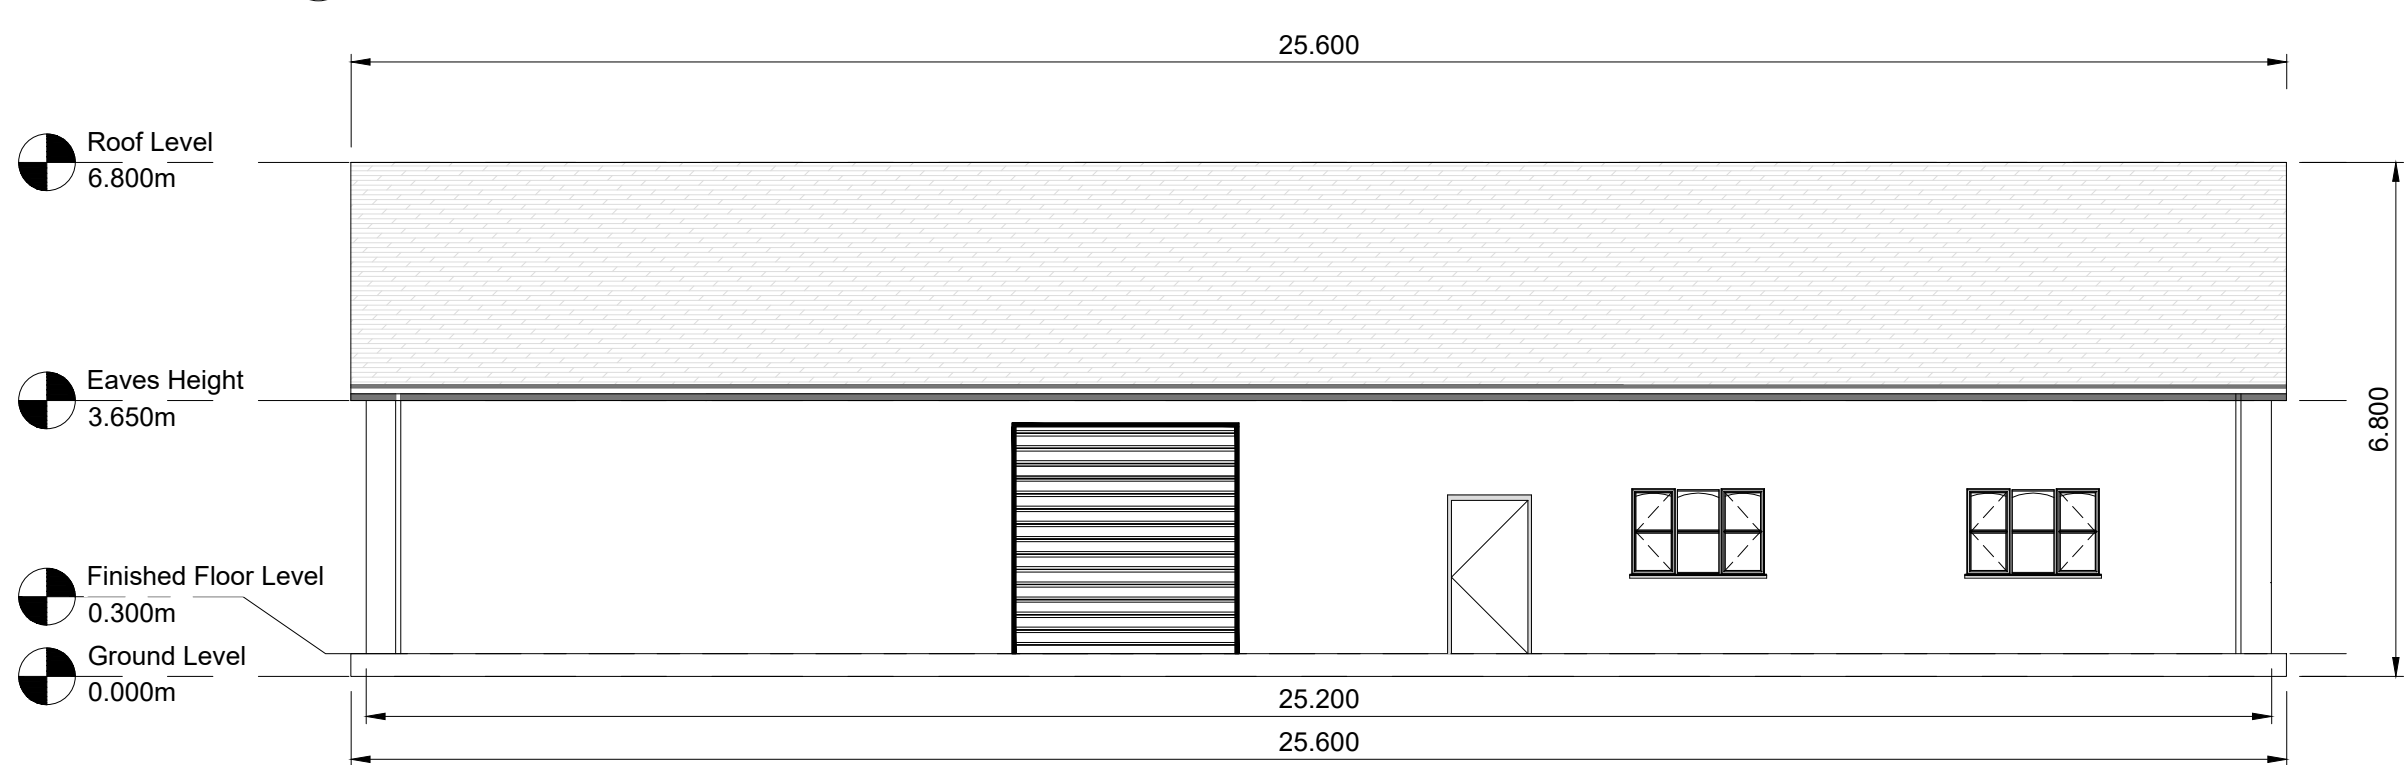 25.600
Roof Level
6.800m
Eaves Height
3.650m
6.800
Finished Floor Level
0.300m
Ground Level
0.000m
25.200
25.600